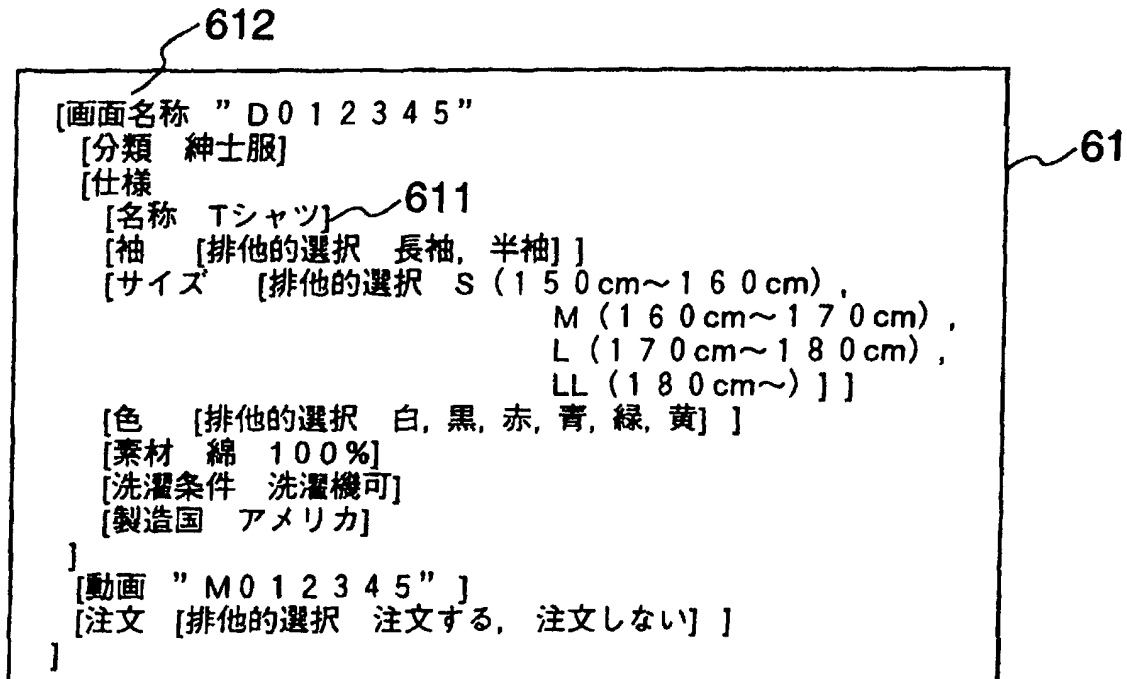 612
[画面名称 ”D012345”
[分類 紳士服]
61
[仕様
611
[名称 Tシャツ]
[袖 [排他的選択 長袖, 半袖] ]
[サイズ [排他的選択 S (150cm～160cm) ,
M (160cm～170cm) ,
L (170cm～180cm) ,
LL (180cm～) ] ]
[色 [排他的選択 白, 黒, 赤, 青, 緑, 黄] ]
[素材 綿 100%]
[洗濯条件 洗濯機可]
[製造国 アメリカ]
]
[動画 ”M012345” ]
[注文 [排他的選択 注文する, 注文しない] ]
]